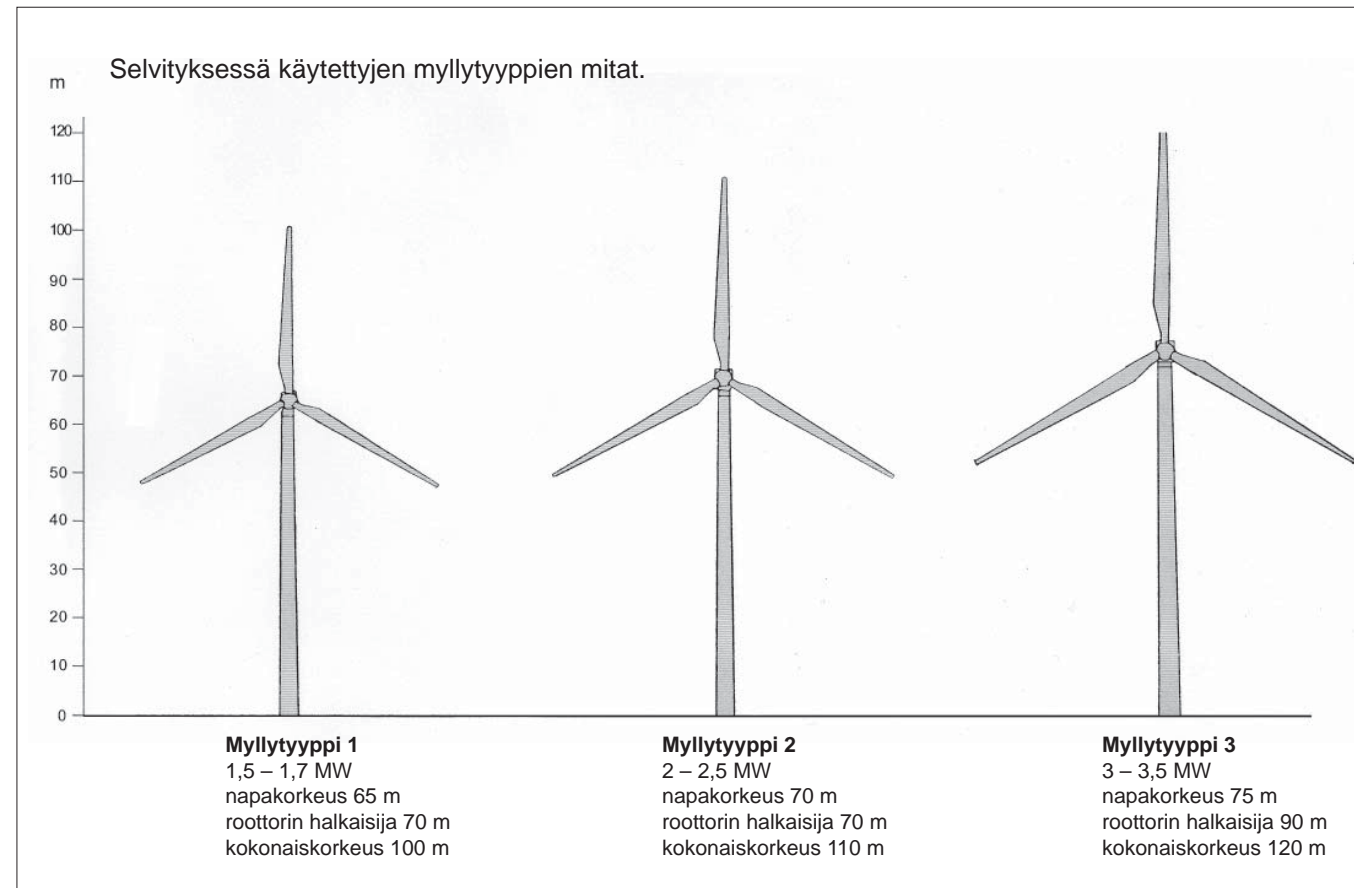 Selvityksessä käytettyjen myllytyyppien mitat.
m
120
110
100
90
80
70
60
50
40
30
20
10
0
Myllytyyppi 1
1,5 – 1,7 MW
napakorkeus 65 m
roottorin halkaisija 70 m
kokonaiskorkeus 100 m
Myllytyyppi 2
2 – 2,5 MW
napakorkeus 70 m
roottorin halkaisija 70 m
kokonaiskorkeus 110 m
Myllytyyppi 3
3 – 3,5 MW
napakorkeus 75 m
roottorin halkaisija 90 m
kokonaiskorkeus 120 m